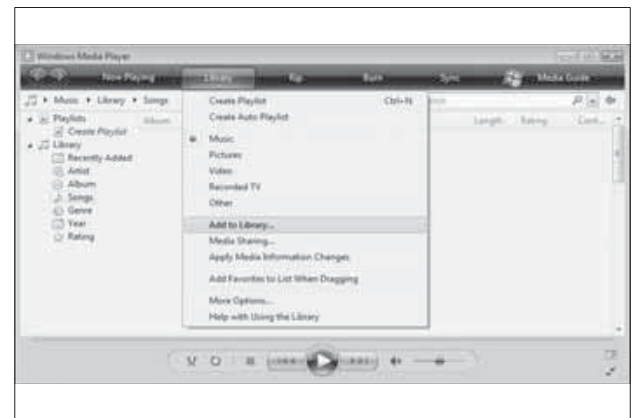 Windows Media Player
Now Playing Library Rip Burn Sync Media Guide
Music Library Songs
Playlists
Create Playlist
Library
Recently Added
Artist
Album
Songs
Genre
Year
Rating
Album
Create Playlist Ctrl+N
Create Auto Playlist
Music
Pictures
Video
Recorded TV
Other
Add to Library...
Media Sharing...
Apply Media Information Changes
Add Favorites to List When Dragging
More Options...
Help with Using the Library
Length Rating Cont...